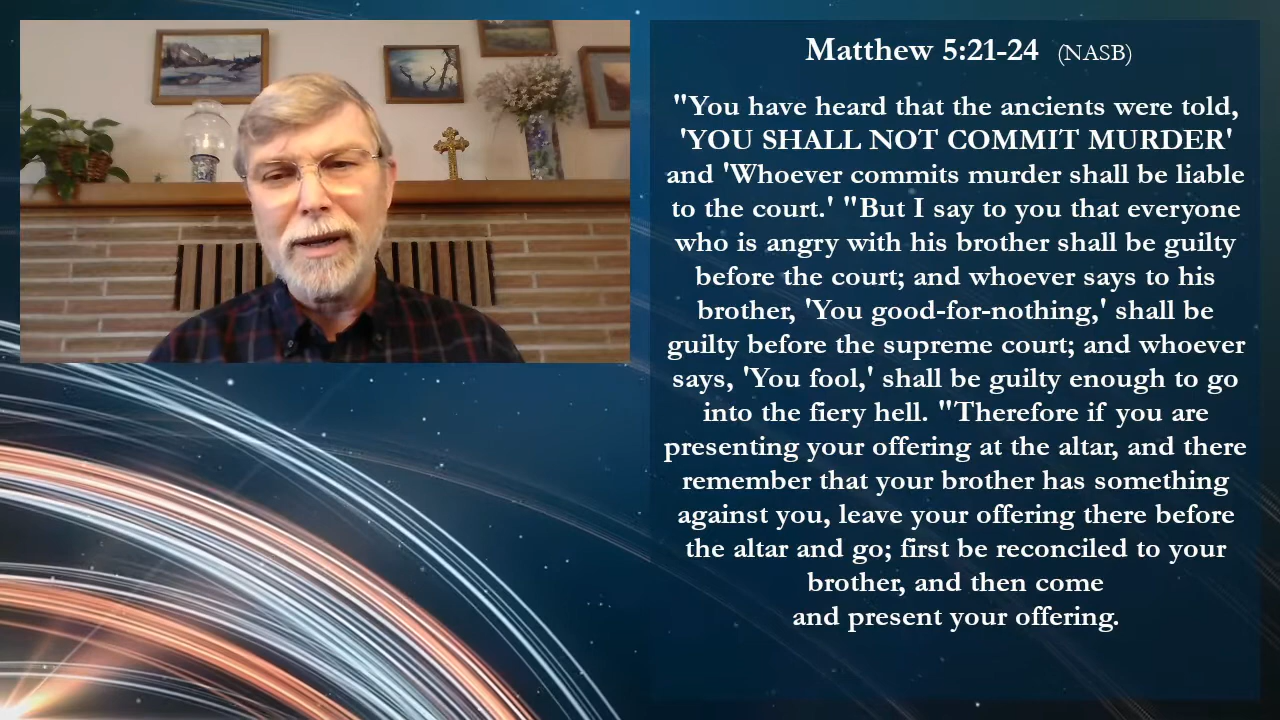 Matthew 5:21-24 (NASB)
"You have heard that the ancients were told,
'YOU SHALL NOT COMMIT MURDER'
and 'Whoever commits murder shall be liable
to the court.' "But I say to you that everyone
who is angry with his brother shall be guilty
before the court; and whoever says to his
brother, 'You good-for-nothing,' shall be
guilty before the supreme court; and whoever
says, 'You fool,' shall be guilty enough to go
into the fiery hell. "Therefore if you are
presenting your offering at the altar, and there
remember that your brother has something
against you, leave your offering there before
the altar and go; first be reconciled to your
brother, and then come
and present your offering.